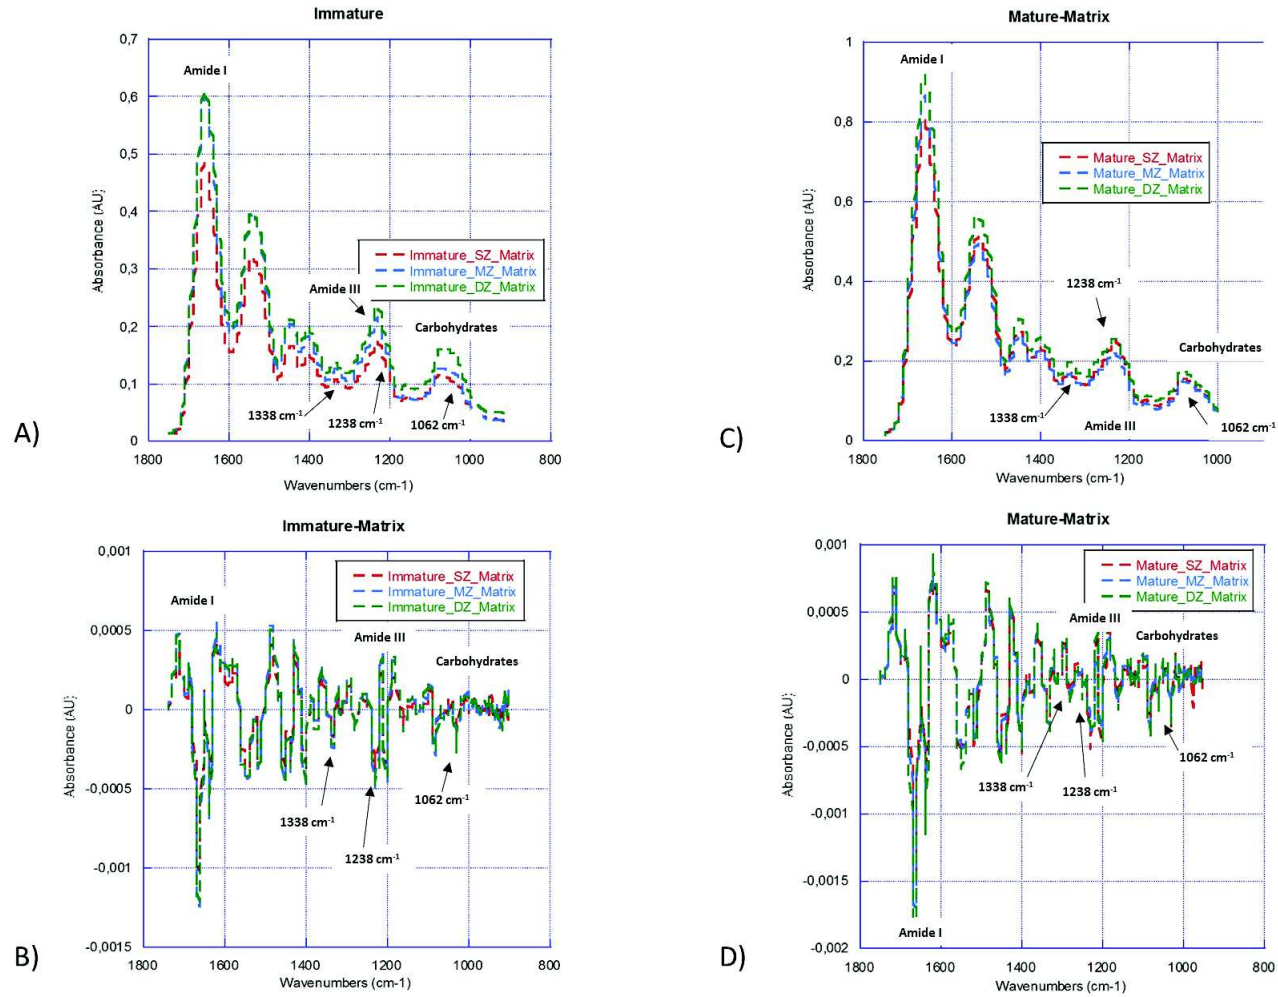 Immature
0,7
0,6
0,5
0,4
0,3
0,2
0,1
0
Absorbance (AU)
Amide I
Immature_SZ_Matrix
Immature_MZ_Matrix
Immature_DZ_Matrix
Amide III
Carbohydrates
1338 cm-1
1238 cm-1
1062 cm-1
A)
1800 1600 1400 1200 1000 800
Wavenumbers (cm-1)
Mature-Matrix
1
0,8
0,6
0,4
0,2
0
Absorbance (AU)
Amide I
Mature_SZ_Matrix
Mature_MZ_Matrix
Mature_DZ_Matrix
1238 cm-1
Carbohydrates
1338 cm-1
Amide III
1062 cm-1
C)
1800 1600 1400 1200 1000
Wavenumbers (cm-1)
Immature-Matrix
0,001
0,0005
0
-0,0005
-0,001
-0,0015
Absorbance (AU)
Immature_SZ_Matrix
Immature_MZ_Matrix
Immature_DZ_Matrix
Amide I
Amide III
Carbohydrates
1338 cm-1
1238 cm-1
1062 cm-1
B)
1800 1600 1400 1200 1000 800
Wavenumbers (cm-1)
Mature-Matrix
0,001
0,0005
0
-0,0005
-0,001
-0,0015
-0,002
Absorbance (AU)
Mature_SZ_Matrix
Mature_MZ_Matrix
Mature_DZ_Matrix
Amide III
Carbohydrates
1338 cm-1
1238 cm-1
1062 cm-1
Amide I
D)
1800 1600 1400 1200 1000 800
Wavenumbers (cm-1)